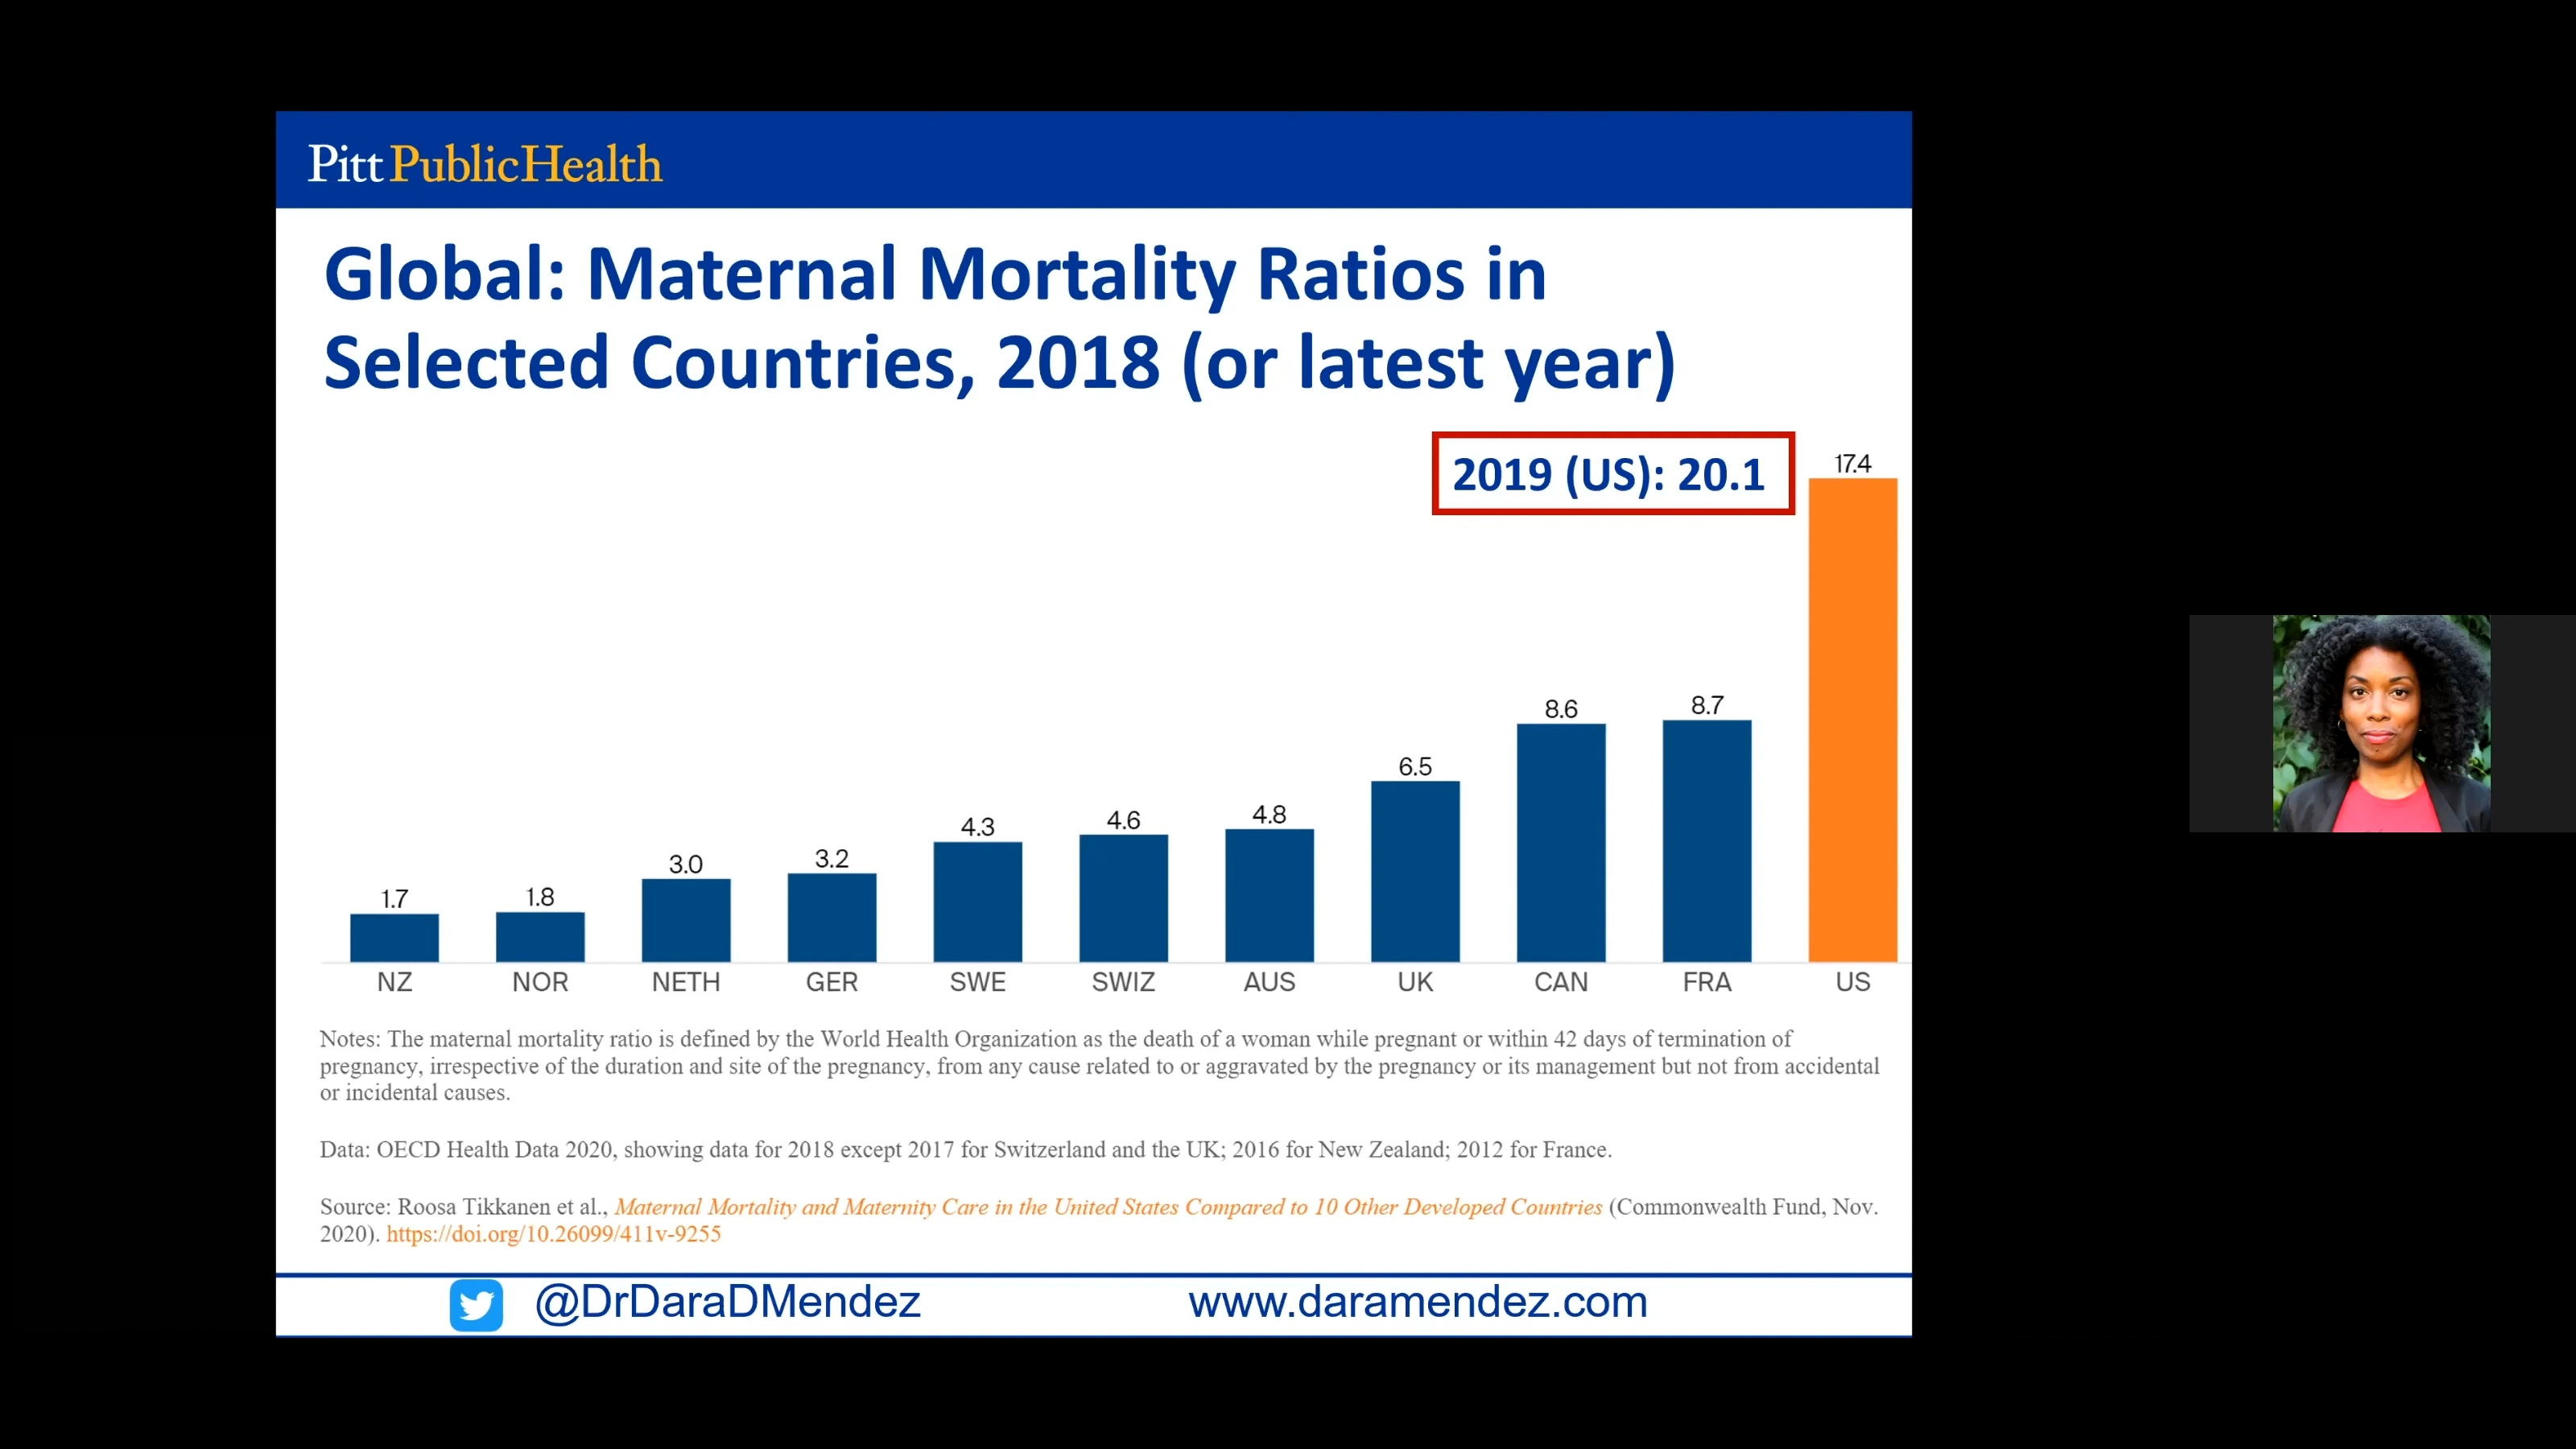 Pitt PublicHealth
Global: Maternal Mortality Ratios in
Selected Countries, 2018 (or latest year)
2019 (US): 20.1
17.4
8.6
8.7
6.5
4.3
4.6
4.8
3.0
3.2
1.7
1.8
NZ NOR NETH GER SWE SWIZ AUS UK CAN FRA US
Notes: The maternal mortality ratio is defined by the World Health Organization as the death of a woman while pregnant or within 42 days of termination of
pregnancy, irrespective of the duration and site of the pregnancy, from any cause related to or aggravated by the pregnancy or its management but not from accidental
or incidental causes.
Data: OECD Health Data 2020, showing data for 2018 except 2017 for Switzerland and the UK; 2016 for New Zealand; 2012 for France.
Source: Roosa Tikkanen et al., Maternal Mortality and Maternity Care in the United States Compared to 10 Other Developed Countries (Commonwealth Fund, Nov.
2020). https://doi.org/10.26099/411v-9255
@DrDaraDMendez www.daramendez.com